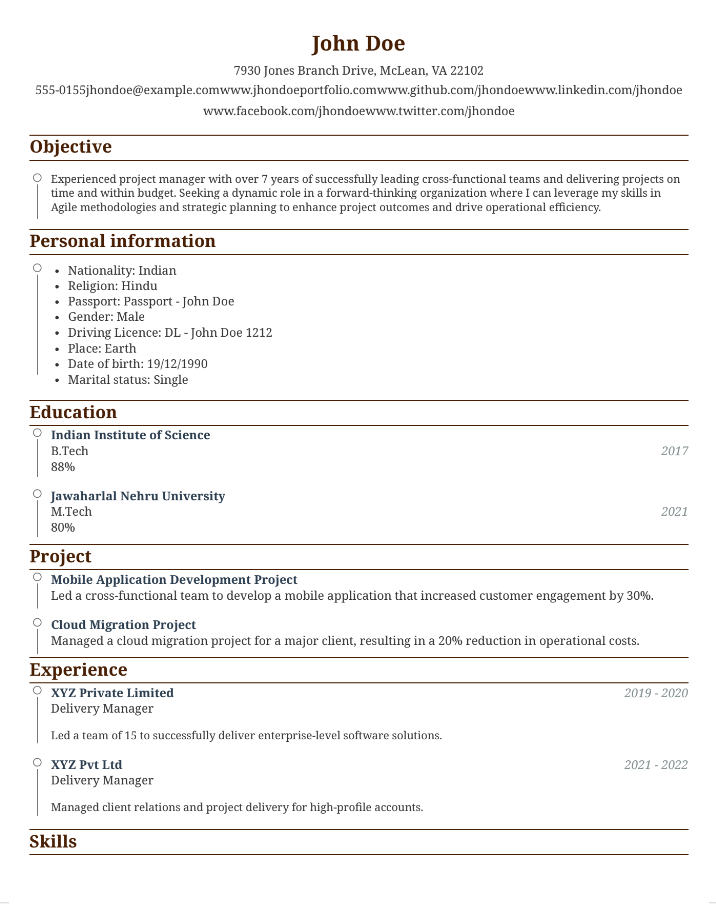 John Doe
7930 Jones Branch Drive, McLean, VA 22102
555-0155jhondoe@example.comwww.jhondoeportfolio.comwww.github.com/jhondoewww.linkedin.com/jhondoe
www.facebook.com/jhondoewww.twitter.com/jhondoe
Objective
Experienced project manager with over 7 years of successfully leading cross-functional teams and delivering projects on
time and within budget. Seeking a dynamic role in a forward-thinking organization where I can leverage my skills in
Agile methodologies and strategic planning to enhance project outcomes and drive operational efficiency.
Personal information
• Nationality: Indian
• Religion: Hindu
• Passport: Passport - John Doe
• Gender: Male
• Driving Licence: DL - John Doe 1212
• Place: Earth
• Date of birth: 19/12/1990
• Marital status: Single
Education
Indian Institute of Science
B.Tech 2017
88%
Jawaharlal Nehru University
M.Tech 2021
80%
Project
Mobile Application Development Project
Led a cross-functional team to develop a mobile application that increased customer engagement by 30%.
Cloud Migration Project
Managed a cloud migration project for a major client, resulting in a 20% reduction in operational costs.
Experience
XYZ Private Limited 2019 - 2020
Delivery Manager
Led a team of 15 to successfully deliver enterprise-level software solutions.
XYZ Pvt Ltd 2021 - 2022
Delivery Manager
Managed client relations and project delivery for high-profile accounts.
Skills